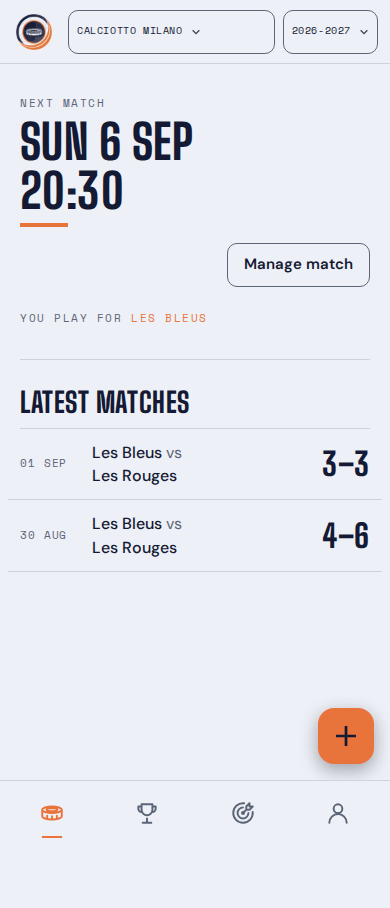 CALCIOTTO MILANO
2026-2027
NEXT MATCH
SUN 6 SEP
20:30
Manage match
YOU PLAY FOR LES BLEUS
LATEST MATCHES
01 SEP
Les Bleus vs
Les Rouges
3–3
30 AUG
Les Bleus vs
Les Rouges
4–6